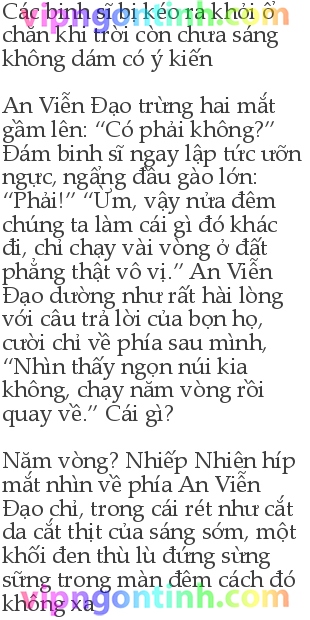 Các binh sĩ bị kéo ra khỏi ổ
chăn khi trời còn chưa sáng
không dám có ý kiến
An Viễn Đạo trừng hai mắt
gầm lên: “Có phải không?”
Đám binh sĩ ngay lập tức ưỡn
ngực, ngẩng đầu gào lớn:
“Phải!” “Ừm, vậy nửa đêm
chúng ta làm cái gì đó khác
đi, chỉ chạy vài vòng ở đất
phẳng thật vô vị.” An Viễn
Đạo dường như rất hài lòng
với câu trả lời của bọn họ,
cười chỉ về phía sau mình,
“Nhìn thấy ngọn núi kia
không, chạy năm vòng rồi
quay về.” Cái gì?
Năm vòng? Nhiếp Nhiên híp
mắt nhìn về phía An Viễn
Đạo chỉ, trong cái rét như cắt
da cắt thịt của sáng sớm, một
khối đen thù lù đứng sừng
sững trong màn đêm cách đó
không xa
vipngontinh.com
vipngontinh.com